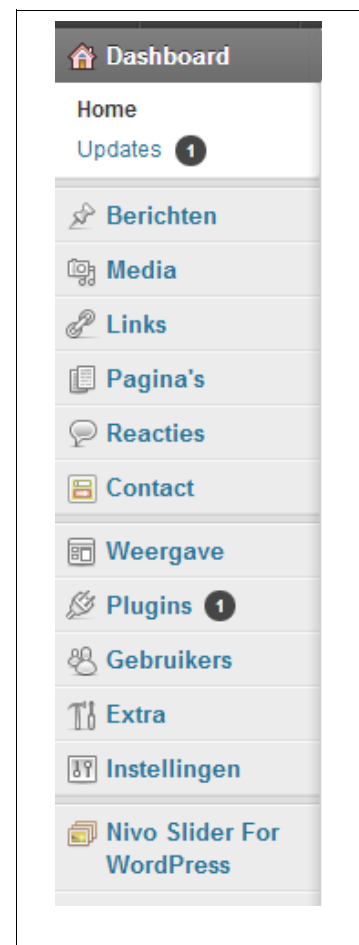 Dashboard
Home
Updates 1
Berichten
Media
Links
Pagina's
Reacties
Contact
Weergave
Plugins 1
Gebruikers
Extra
Instellingen
Nivo Slider For
WordPress